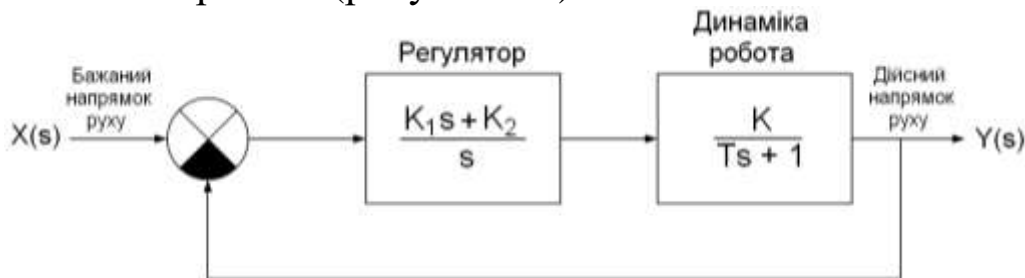 Динаміка
робота
Регулятор
Бажаний
напрямок
руху
Дійсний
напрямок
руху
X(s)
K₁s + K₂
s
K
Ts + 1
Y(s)